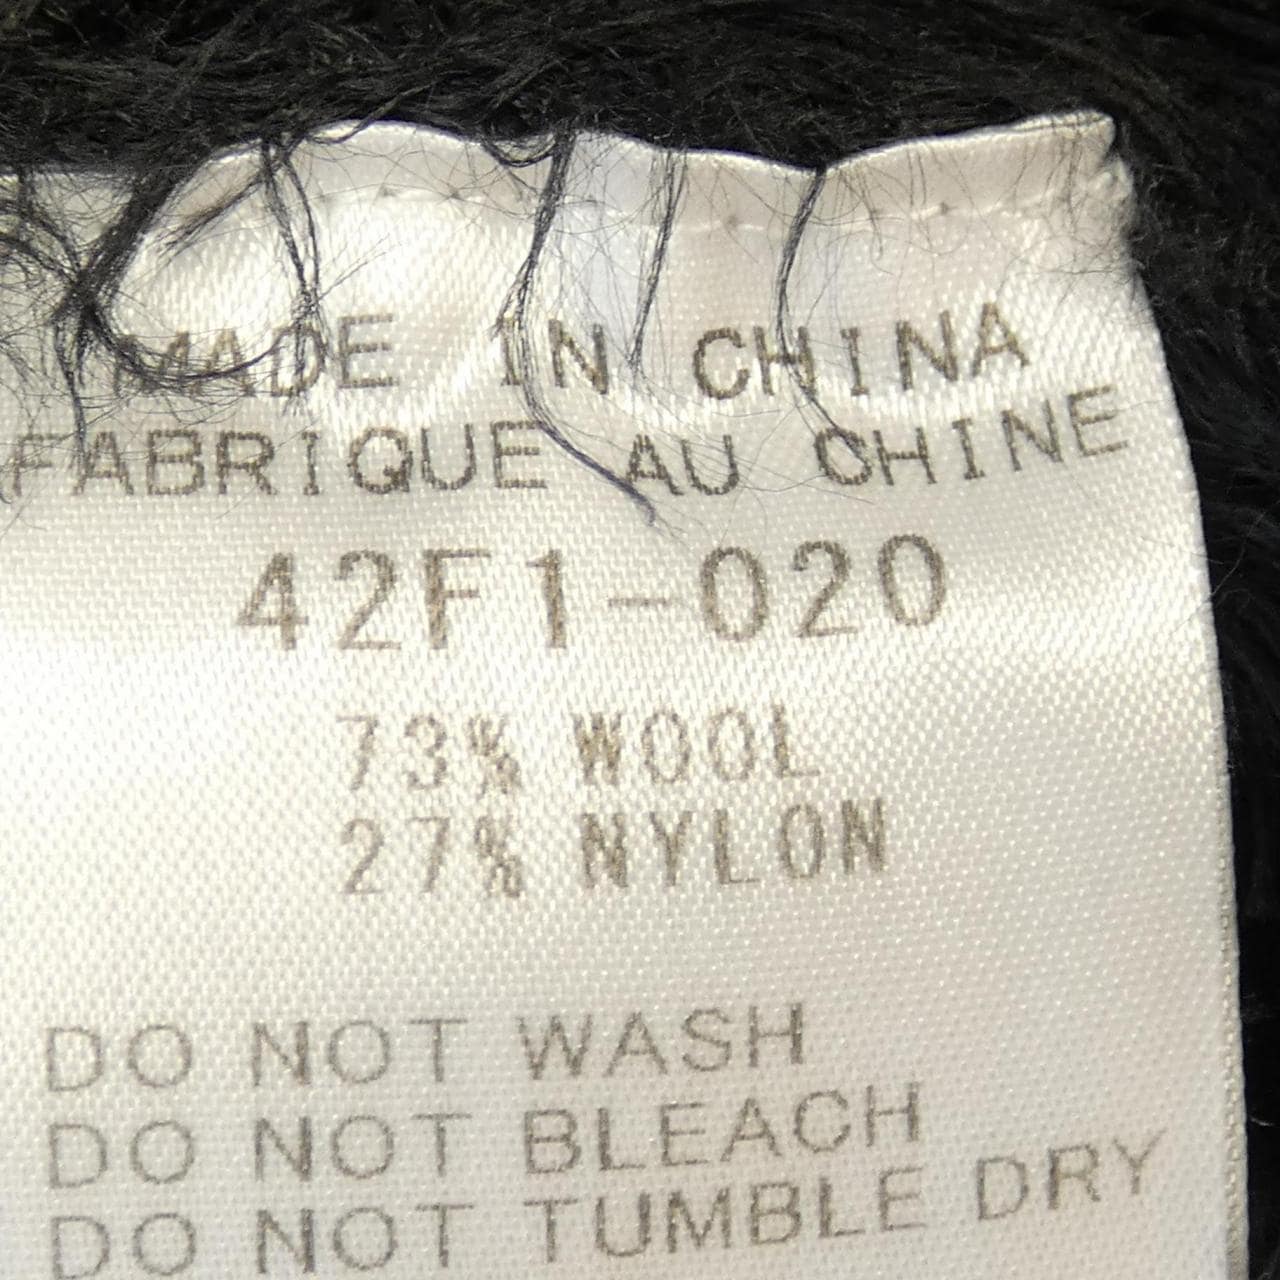 MADE IN CHINA
FABRIQUE AU CHINE
42F1-020
73% WOOL
27% NYLON
DO NOT WASH
DO NOT BLEACH
DO NOT TUMBLE DRY